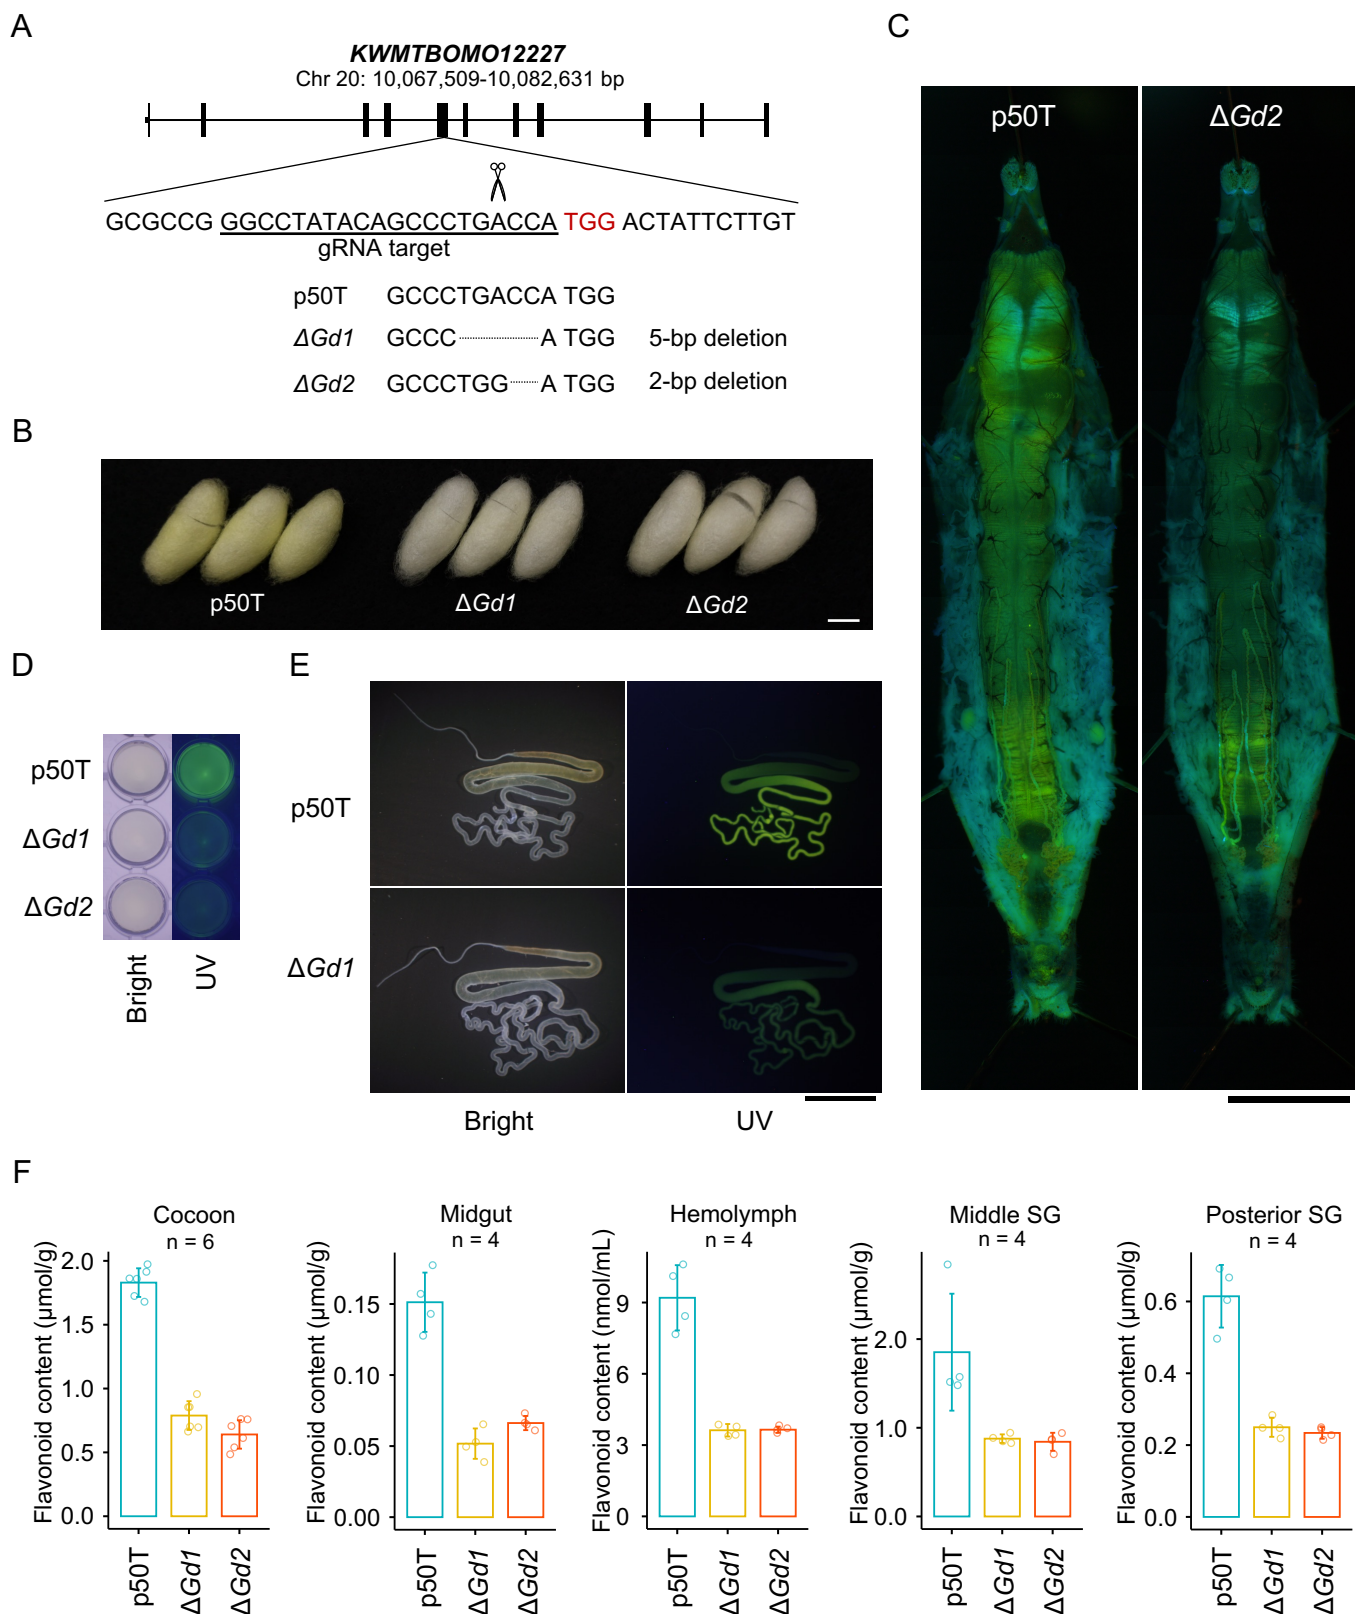 A
KWMTBOMO12227
Chr 20: 10,067,509-10,082,631 bp
GCGCCG GGCCTATACAGCCCTGACCA TGG ACTATTCTTGT
gRNA target
p50T GCCCTGACCA TGG
ΔGd1 GCCC A TGG 5-bp deletion
ΔGd2 GCCCTGG A TGG 2-bp deletion
B
p50T ΔGd1 ΔGd2
C
p50T ΔGd2
D
p50T
ΔGd1
ΔGd2
Bright UV
E
p50T
ΔGd1
Bright UV
F
Cocoon
n = 6
Flavonoid content (µmol/g)
2.0
1.5
1.0
0.5
0.0
p50T ΔGd1 ΔGd2
Midgut
n = 4
Flavonoid content (µmol/g)
0.15
0.10
0.05
0.00
p50T ΔGd1 ΔGd2
Hemolymph
n = 4
Flavonoid content (nmol/mL)
9
6
3
0
p50T ΔGd1 ΔGd2
Middle SG
n = 4
Flavonoid content (µmol/g)
2.0
1.0
0.0
p50T ΔGd1 ΔGd2
Posterior SG
n = 4
Flavonoid content (µmol/g)
0.6
0.4
0.2
0.0
p50T ΔGd1 ΔGd2